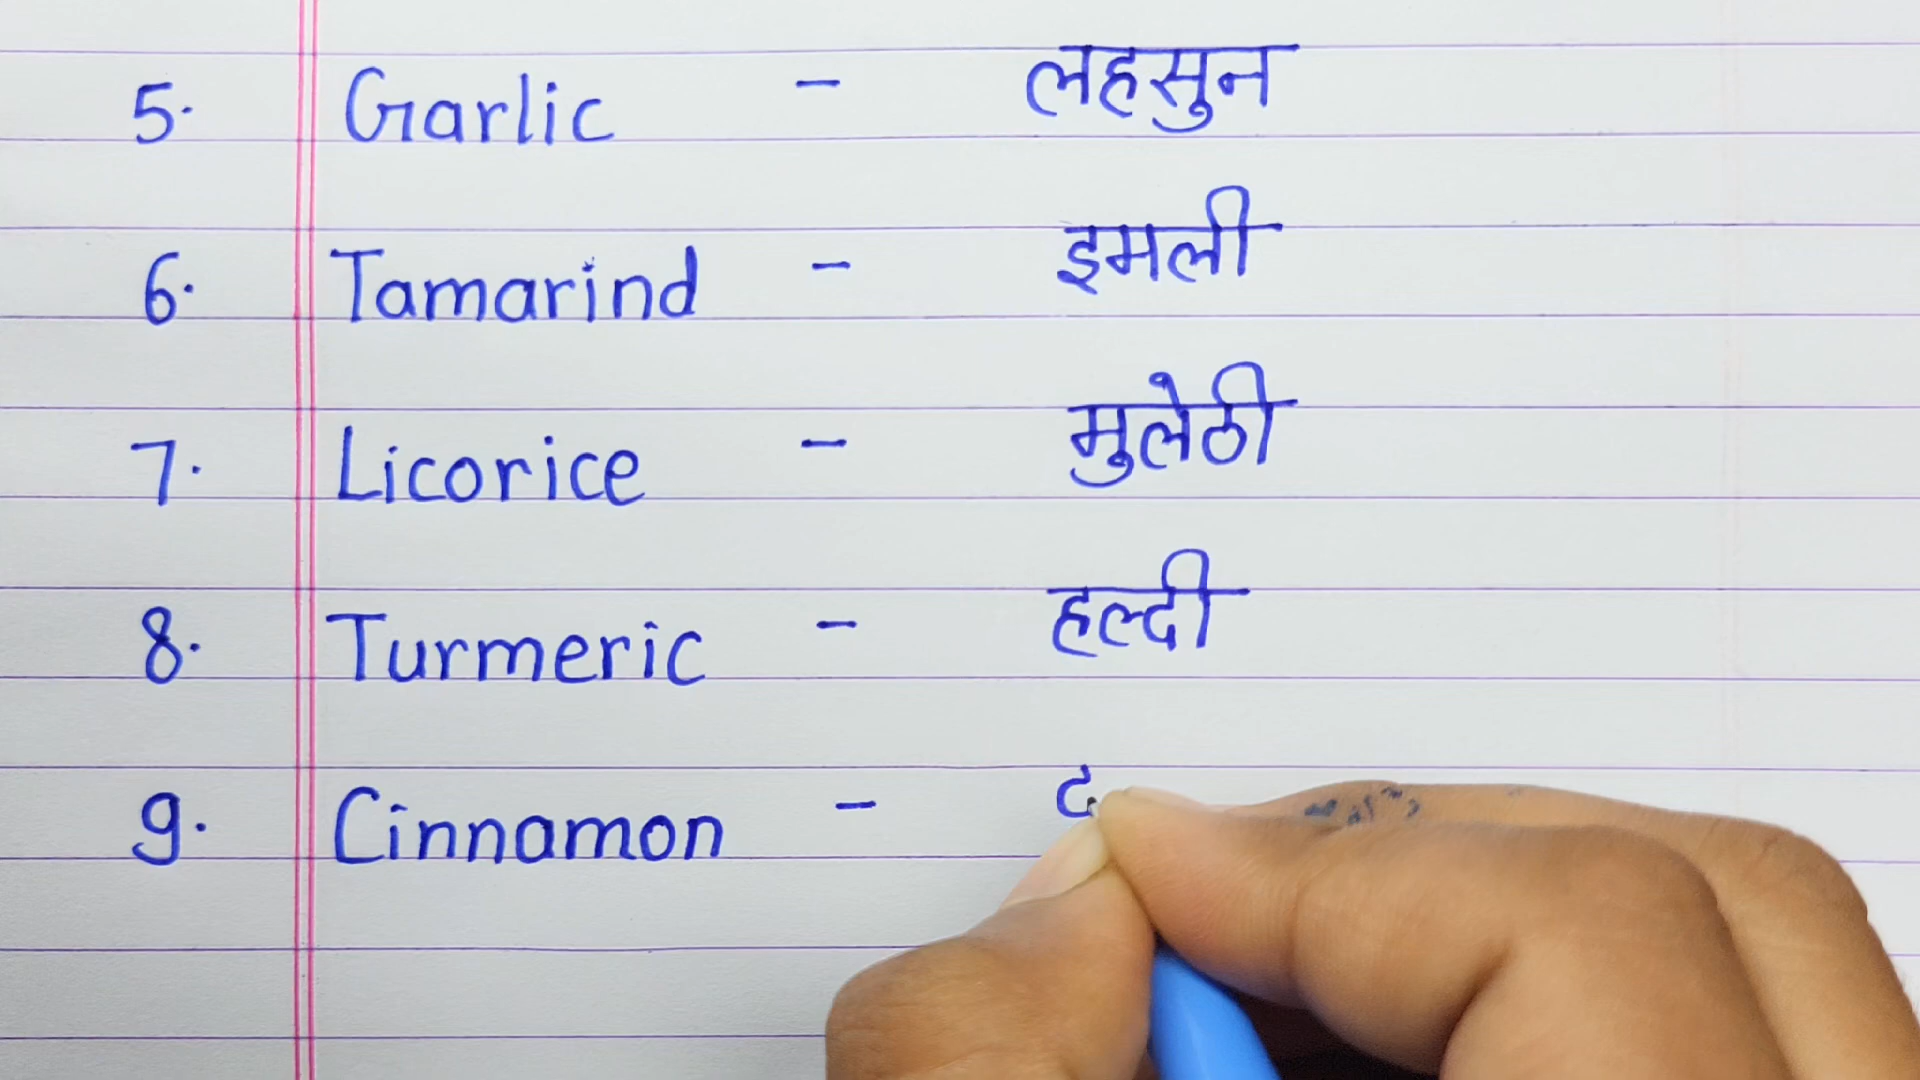 5. Garlic - लहसुन
6. Tamarind - इमली
7. Licorice - मुलेठी
8. Turmeric - हल्दी
9. Cinnamon -